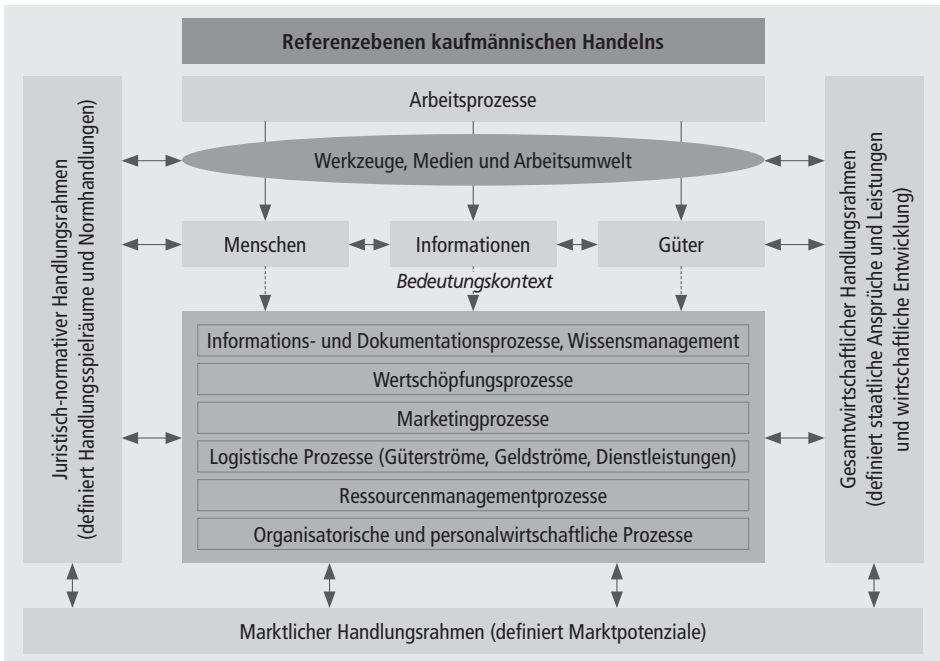 Referenzebenen kaufmännischen Handelns
Arbeitsprozesse
Werkzeuge, Medien und Arbeitsumwelt
Menschen
Informationen
Güter
Bedeutungskontext
Informations- und Dokumentationsprozesse, Wissensmanagement
Wertschöpfungsprozesse
Marketingprozesse
Logistische Prozesse (Güterströme, Geldströme, Dienstleistungen)
Ressourcenmanagementprozesse
Organisatorische und personalwirtschaftliche Prozesse
Juristisch-normativer Handlungsrahmen
(definiert Handlungsspielräume und Normhandlungen)
Gesamtwirtschaftlicher Handlungsrahmen
(definiert staatliche Ansprüche und Leistungen
und wirtschaftliche Entwicklung)
Marktlicher Handlungsrahmen (definiert Marktpotenziale)